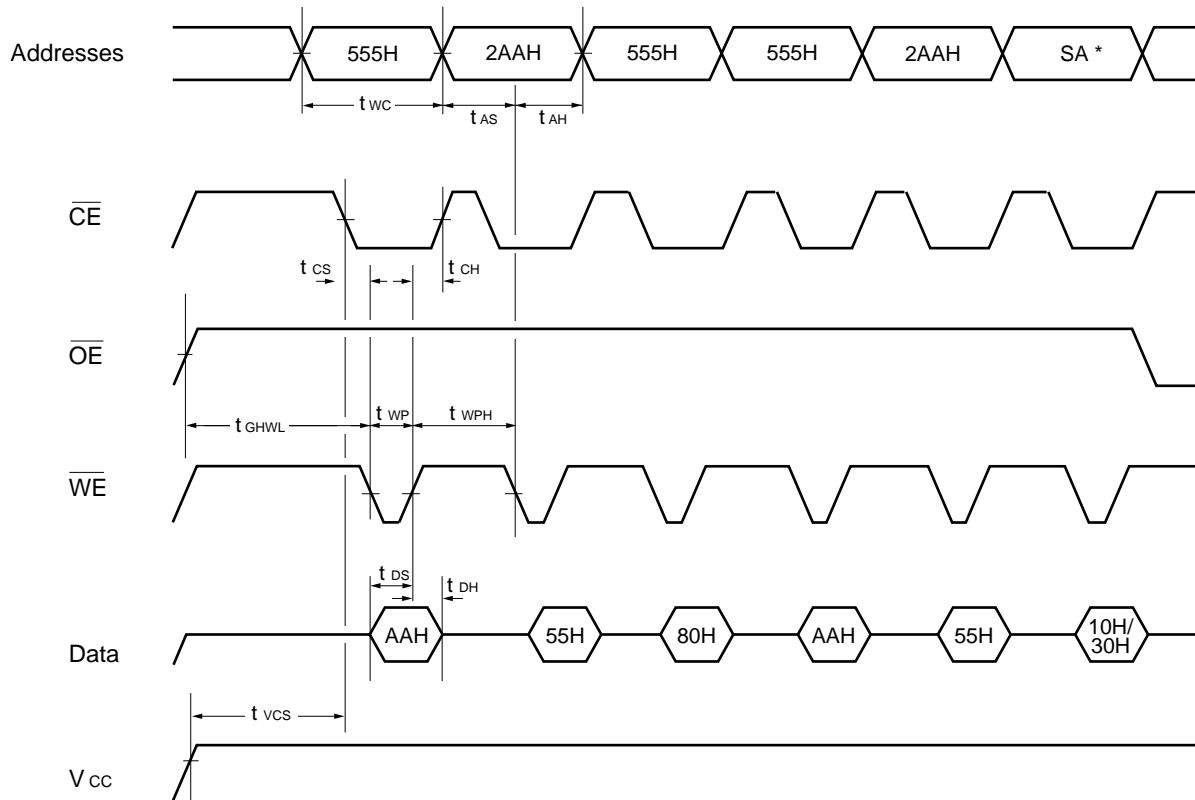 Addresses
555H 2AAH 555H 555H 2AAH SA *
t WC
t AS t AH
CE
t CS t CH
OE
t GHWL t WP t WPH
WE
t DS t DH
Data
AAH 55H 80H AAH 55H 10H/
30H
t VCS
V CC